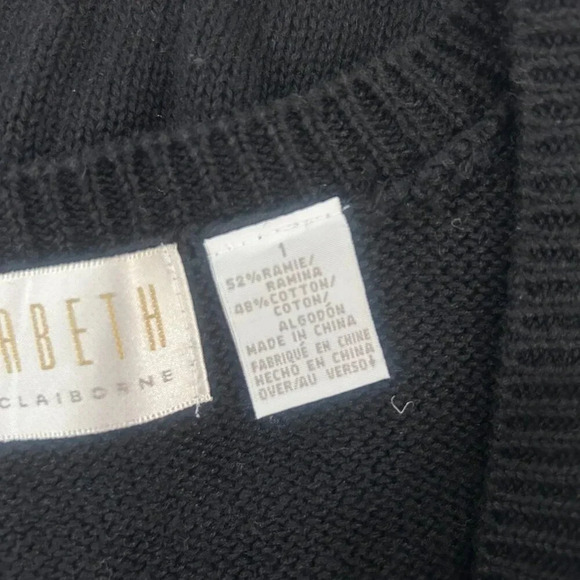 ABETH
CLAIBORNE
1
52%RAMIE/
RAMINA
48%COTTON/
COTON/
ALGODÓN
MADE IN CHINA
FABRIQUÉ EN CHINE
HECHO EN CHINA
OVER/AU VERSO↓